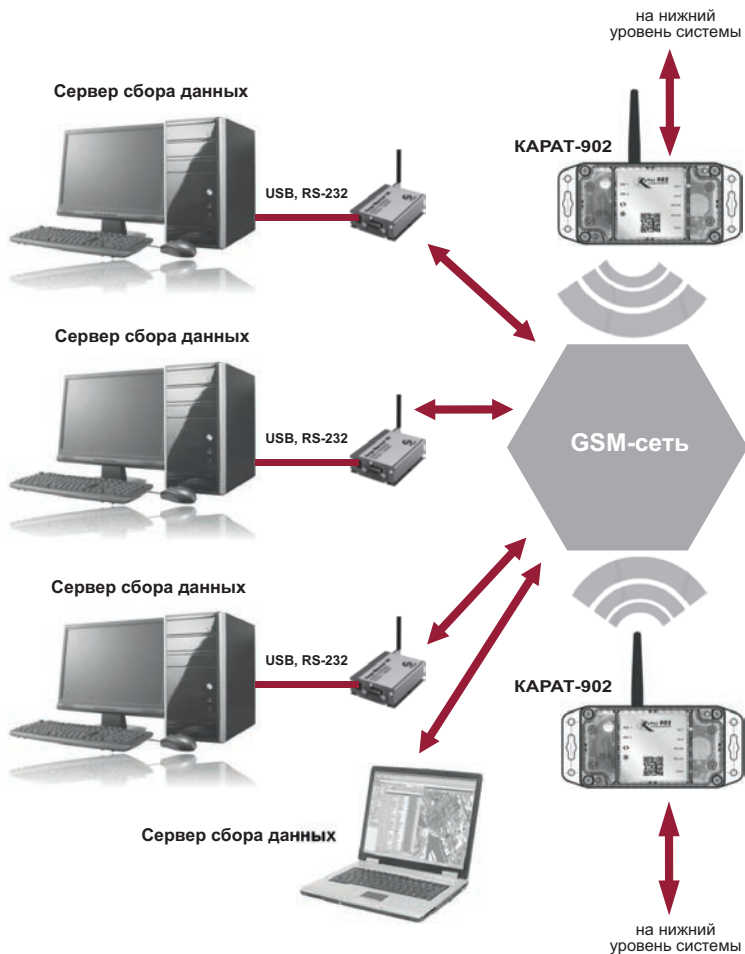 на нижний
уровень системы
Сервер сбора данных
КАРАТ-902
USB, RS-232
Сервер сбора данных
USB, RS-232
GSM-сеть
Сервер сбора данных
USB, RS-232
КАРАТ-902
Сервер сбора данных
на нижний
уровень системы